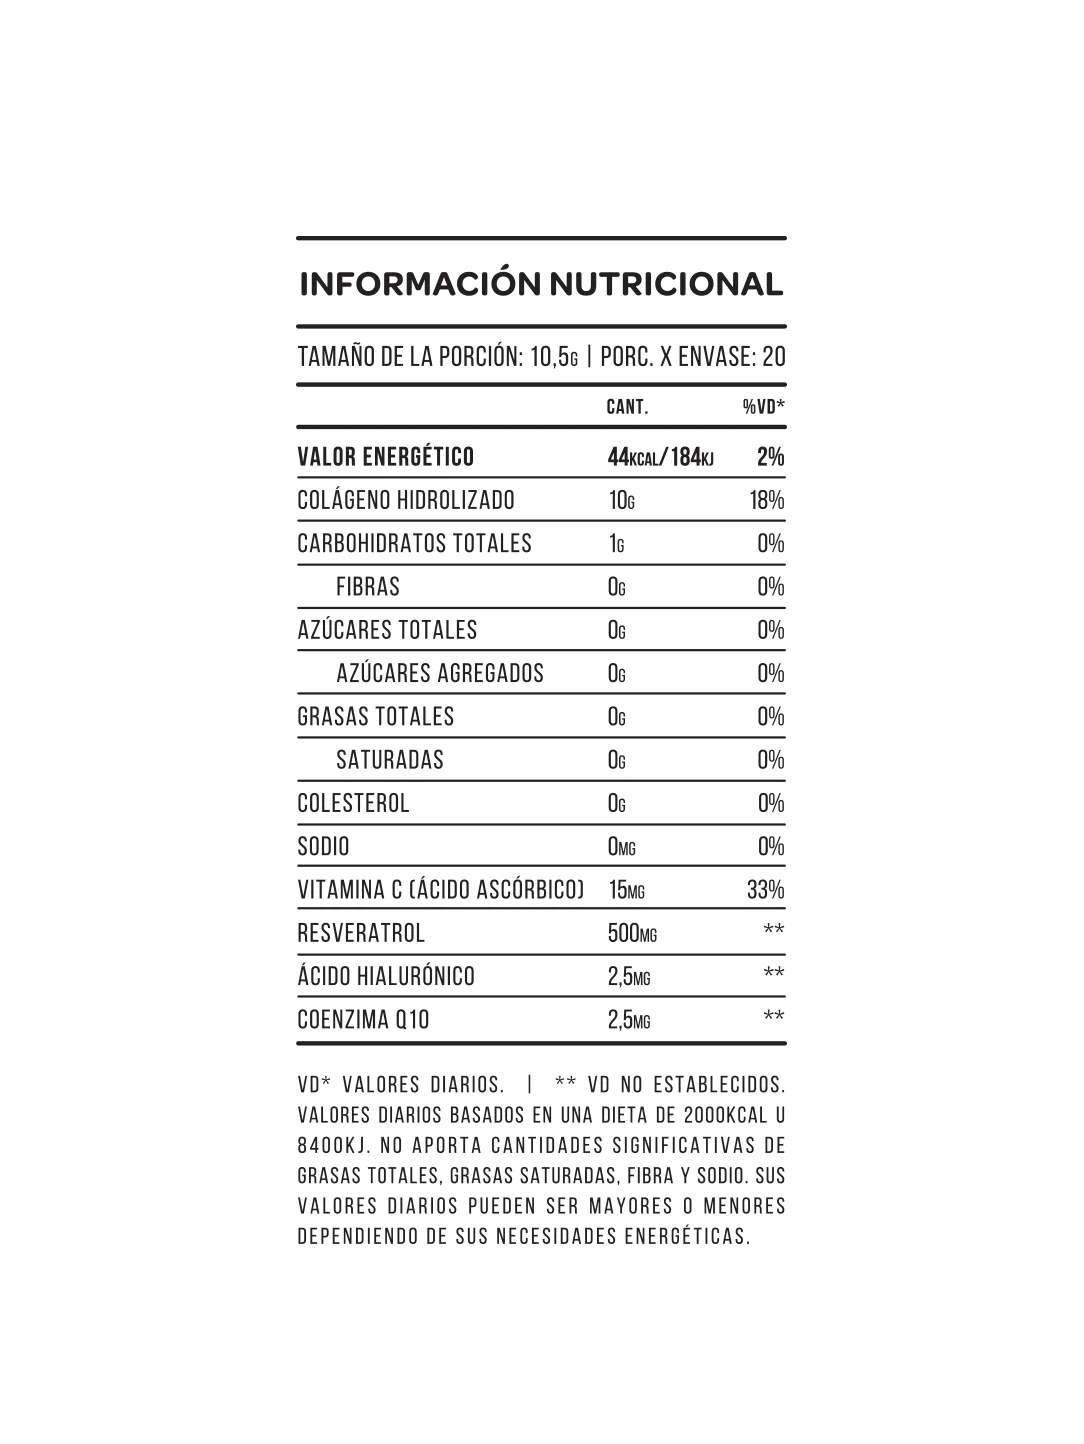 INFORMACIÓN NUTRICIONAL
TAMAÑO DE LA PORCIÓN: 10,5G | PORC. X ENVASE: 20
CANT. %VD*
VALOR ENERGÉTICO 44KCAL/184KJ 2%
COLÁGENO HIDROLIZADO 10G 18%
CARBOHIDRATOS TOTALES 1G 0%
FIBRAS 0G 0%
AZÚCARES TOTALES 0G 0%
AZÚCARES AGREGADOS 0G 0%
GRASAS TOTALES 0G 0%
SATURADAS 0G 0%
COLESTEROL 0G 0%
SODIO 0MG 0%
VITAMINA C (ÁCIDO ASCÓRBICO) 15MG 33%
RESVERATROL 500MG **
ÁCIDO HIALURÓNICO 2,5MG **
COENZIMA Q10 2,5MG **
VD* VALORES DIARIOS. | ** VD NO ESTABLECIDOS.
VALORES DIARIOS BASADOS EN UNA DIETA DE 2000KCAL U
8400KJ. NO APORTA CANTIDADES SIGNIFICATIVAS DE
GRASAS TOTALES, GRASAS SATURADAS, FIBRA Y SODIO. SUS
VALORES DIARIOS PUEDEN SER MAYORES O MENORES
DEPENDIENDO DE SUS NECESIDADES ENERGÉTICAS.